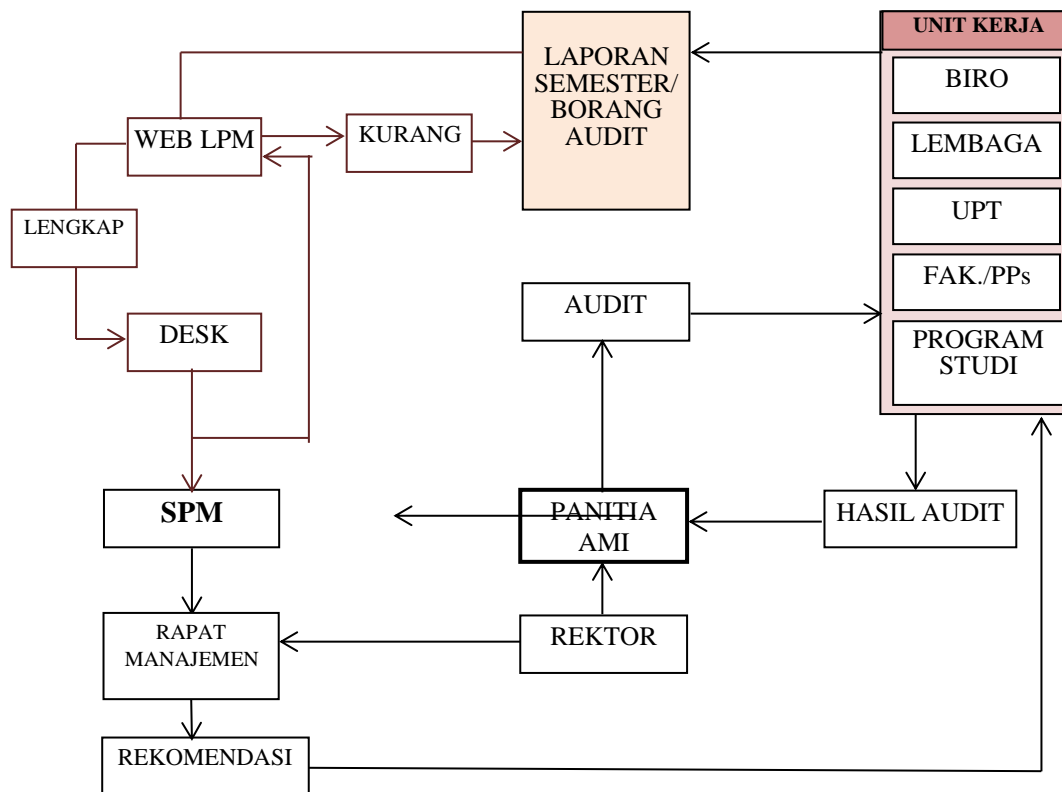 UNIT KERJA
LAPORAN
SEMESTER/
BORANG
AUDIT
BIRO
WEB LPM
KURANG
LEMBAGA
LENGKAP
UPT
FAK./PPs
AUDIT
DESK
PROGRAM
STUDI
SPM
PANITIA
AMI
HASIL AUDIT
RAPAT
MANAJEMEN
REKTOR
REKOMENDASI